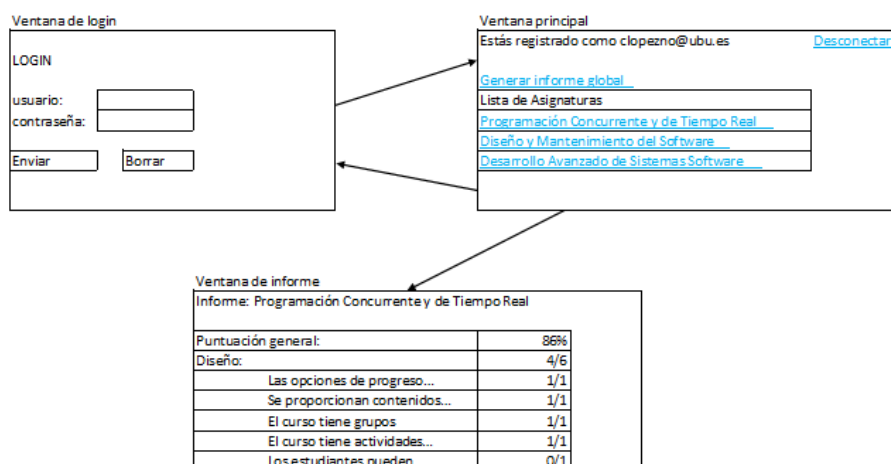 Ventana de login
LOGIN
usuario:
contraseña:
Enviar
Borrar
Ventana principal
Estás registrado como clopezno@ubu.es
Desconectar
Generar informe global
Lista de Asignaturas
Programación Concurrente y de Tiempo Real
Diseño y Mantenimiento del Software
Desarrollo Avanzado de Sistemas Software
Ventana de informe
Informe: Programación Concurrente y de Tiempo Real
Puntuación general: 86%
Diseño: 4/6
Las opciones de progreso... 1/1
Se proporcionan contenidos... 1/1
El curso tiene grupos 1/1
El curso tiene actividades... 1/1
Los estudiantes pueden 0/1